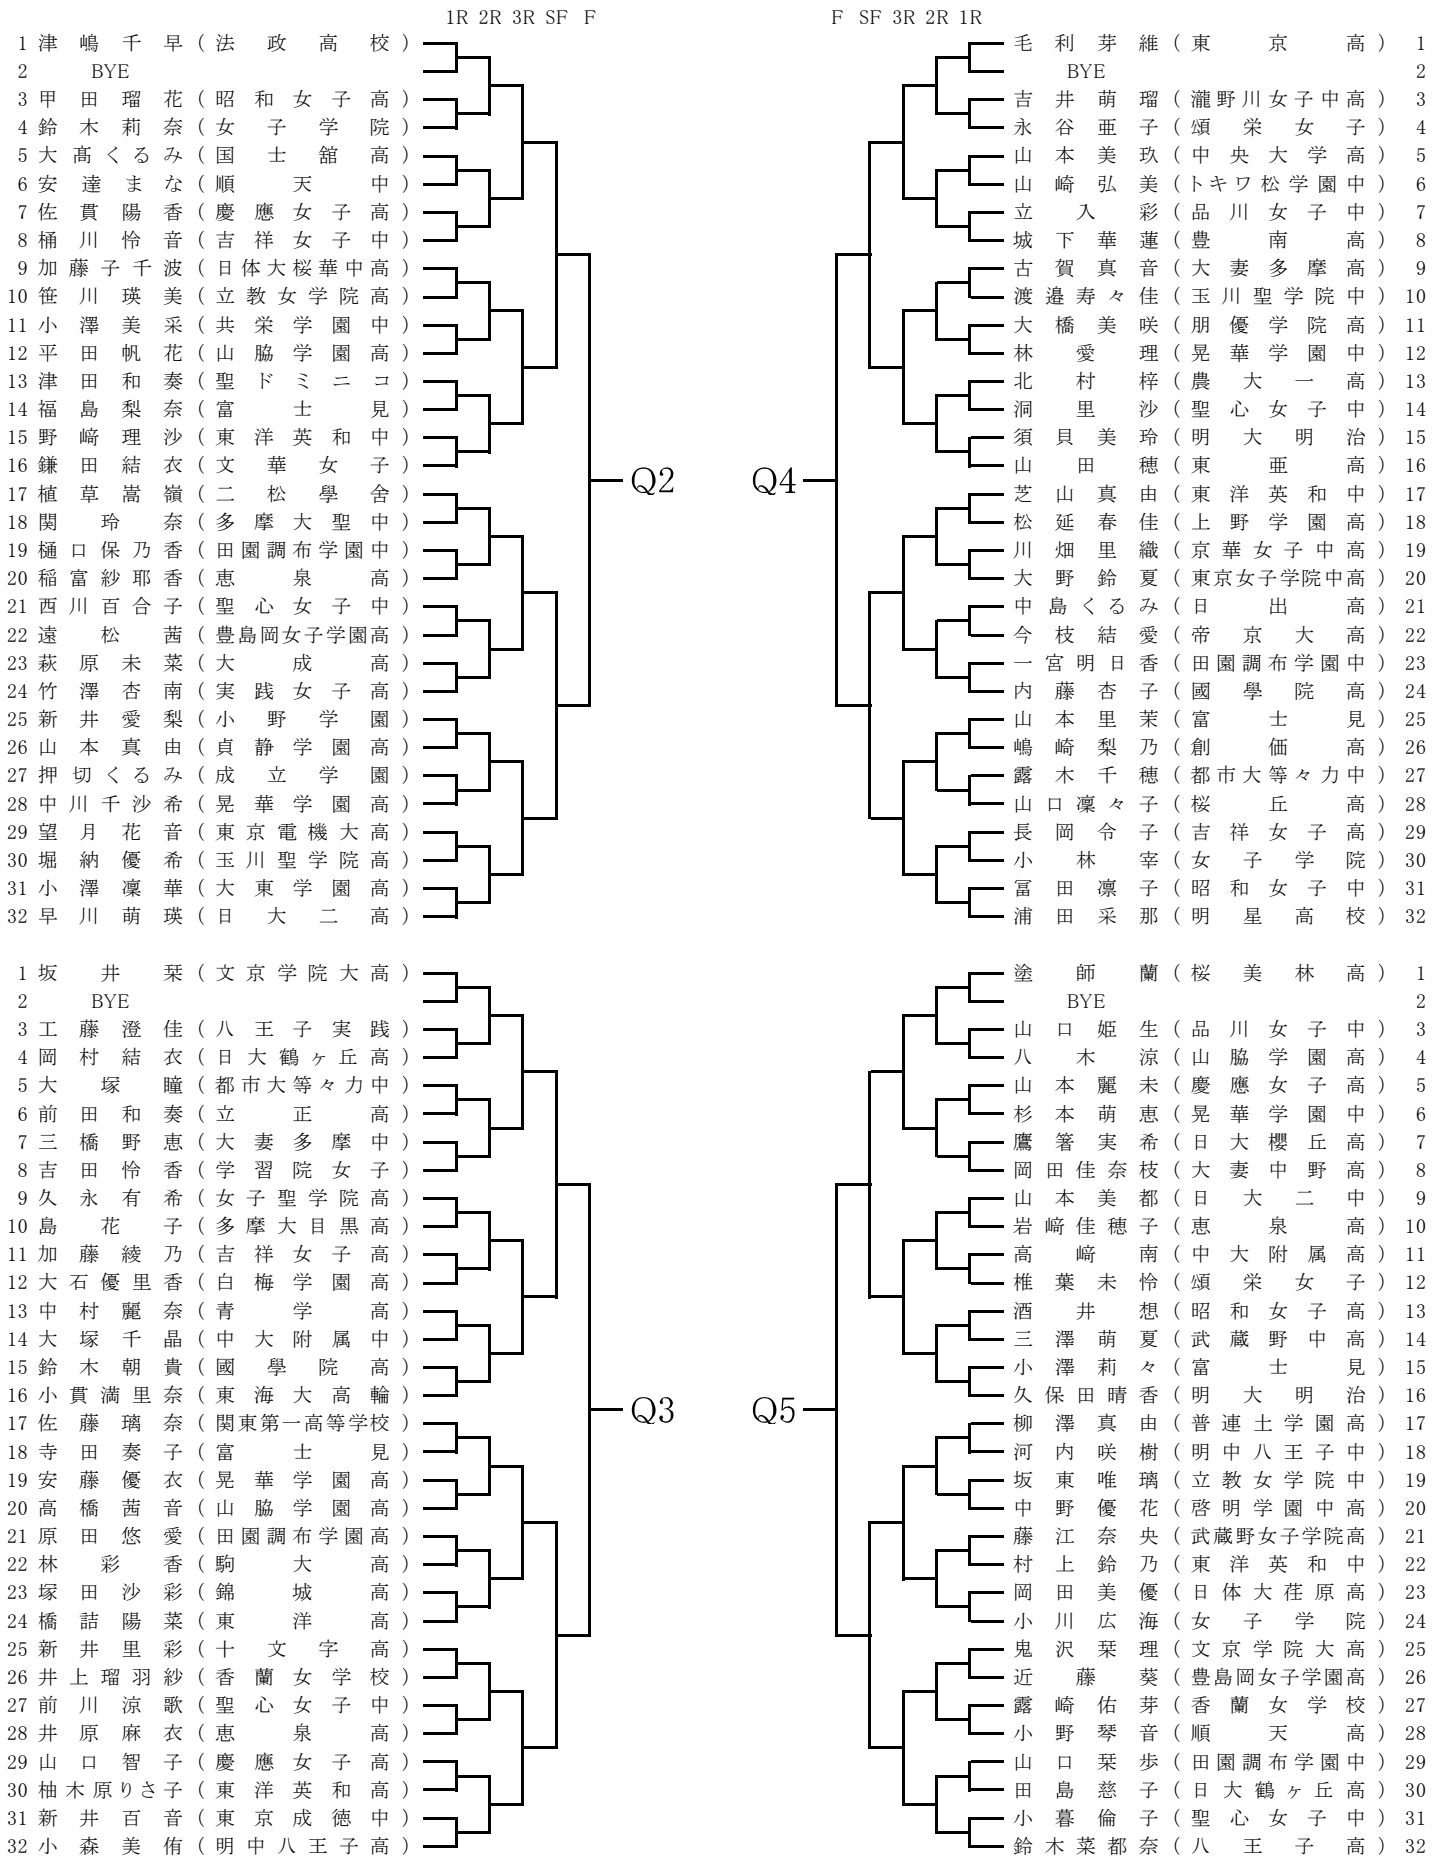 1R 2R 3R SF F
1 津嶋千早（法政高校）
2 BYE
3 甲田瑠花（昭和女子高）
4 鈴木莉奈（女子学院）
5 大髙くるみ（国士舘高）
6 安達まな（順天中）
7 佐貫陽香（慶應女子高）
8 桶川怜音（吉祥女子中）
9 加藤子千波（日体大桜華中高）
10 笹川瑛美（立教女学院高）
11 小澤美采（共栄学園中）
12 平田帆花（山脇学園高）
13 津田和奏（聖ドミニコ）
14 福島梨奈（富士見）
15 野﨑理沙（東洋英和中）
16 鎌田結衣（文華女子）
17 植草嵩嶺（二松學舎）
18 関玲奈（多摩大聖中）
19 樋口保乃香（田園調布学園中）
20 稲富紗耶香（恵泉高）
21 西川百合子（聖心女子中）
22 遠松茜（豊島岡女子学園高）
23 萩原未菜（大成高）
24 竹澤杏南（実践女子高）
25 新井愛梨（小野学園）
26 山本真由（貞静学園高）
27 押切くるみ（成立学園）
28 中川千沙希（晃華学園高）
29 望月花音（東京電機大高）
30 堀納優希（玉川聖学院高）
31 小澤凜華（大東学園高）
32 早川萌瑛（日大二高）
Q2
F SF 3R 2R 1R
毛利芽維（東京高） 1
BYE 2
吉井萌瑠（瀧野川女子中高） 3
永谷亜子（頌栄女子） 4
山本美玖（中央大学高） 5
山崎弘美（トキワ松学園中） 6
立入彩（品川女子中） 7
城下華蓮（豊南高） 8
古賀真音（大妻多摩高） 9
渡邉寿々佳（玉川聖学院中） 10
大橋美咲（朋優学院高） 11
林愛理（晃華学園中） 12
北村梓（農大一高） 13
洞里沙（聖心女子中） 14
須貝美玲（明大明治） 15
山田穂（東亜高） 16
芝山真由（東洋英和中） 17
松延春佳（上野学園高） 18
川畑里織（京華女子中高） 19
大野鈴夏（東京女子学院中高） 20
中島くるみ（日出高） 21
今枝結愛（帝京大高） 22
一宮明日香（田園調布学園中） 23
内藤杏子（國學院高） 24
山本里茉（富士見） 25
嶋崎梨乃（創価高） 26
露木千穂（都市大等々力中） 27
山口凜々子（桜丘高） 28
長岡令子（吉祥女子高） 29
小林宰（女子学院） 30
冨田凛子（昭和女子中） 31
浦田采那（明星高校） 32
Q4
1 坂井栞（文京学院大高）
2 BYE
3 工藤澄佳（八王子実践）
4 岡村結衣（日大鶴ヶ丘高）
5 大塚瞳（都市大等々力中）
6 前田和奏（立正高）
7 三橋野恵（大妻多摩中）
8 吉田怜香（学習院女子）
9 久永有希（女子聖学院高）
10 島花子（多摩大目黒高）
11 加藤綾乃（吉祥女子高）
12 大石優里香（白梅学園高）
13 中村麗奈（青学高）
14 大塚千晶（中大附属中）
15 鈴木朝貴（國學院高）
16 小貫満里奈（東海大高輪）
17 佐藤璃奈（関東第一高等学校）
18 寺田奏子（富士見）
19 安藤優衣（晃華学園高）
20 高橋茜音（山脇学園高）
21 原田悠愛（田園調布学園高）
22 林彩香（駒大高）
23 塚田沙彩（錦城高）
24 橋詰陽菜（東洋高）
25 新井里彩（十文字高）
26 井上瑠羽紗（香蘭女学校）
27 前川涼歌（聖心女子中）
28 井原麻衣（恵泉高）
29 山口智子（慶應女子高）
30 柚木原りさ子（東洋英和高）
31 新井百音（東京成徳中）
32 小森美侑（明中八王子高）
Q3
塗師蘭（桜美林高） 1
BYE 2
山口姫生（品川女子中） 3
八木涼（山脇学園高） 4
山本麗未（慶應女子高） 5
杉本萌恵（晃華学園中） 6
鷹箸実希（日大櫻丘高） 7
岡田佳奈枝（大妻中野高） 8
山本美都（日大二中） 9
岩﨑佳穂子（恵泉高） 10
高﨑南（中大附属高） 11
椎葉未怜（頌栄女子） 12
酒井想（昭和女子高） 13
三澤萌夏（武蔵野中高） 14
小澤莉々（富士見） 15
久保田晴香（明大明治） 16
柳澤真由（普連土学園高） 17
河内咲樹（明中八王子中） 18
坂東唯璃（立教女学院中） 19
中野優花（啓明学園中高） 20
藤江奈央（武蔵野女子学院高） 21
村上鈴乃（東洋英和中） 22
岡田美優（日体大荏原高） 23
小川広海（女子学院） 24
鬼沢栞理（文京学院大高） 25
近藤葵（豊島岡女子学園高） 26
露崎佑芽（香蘭女学校） 27
小野琴音（順天高） 28
山口栞歩（田園調布学園中） 29
田島慈子（日大鶴ヶ丘高） 30
小暮倫子（聖心女子中） 31
鈴木菜都奈（八王子高） 32
Q5